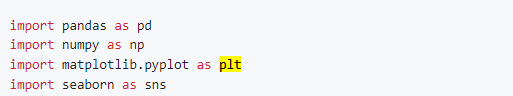 import pandas as pd
import numpy as np
import matplotlib.pyplot as plt
import seaborn as sns